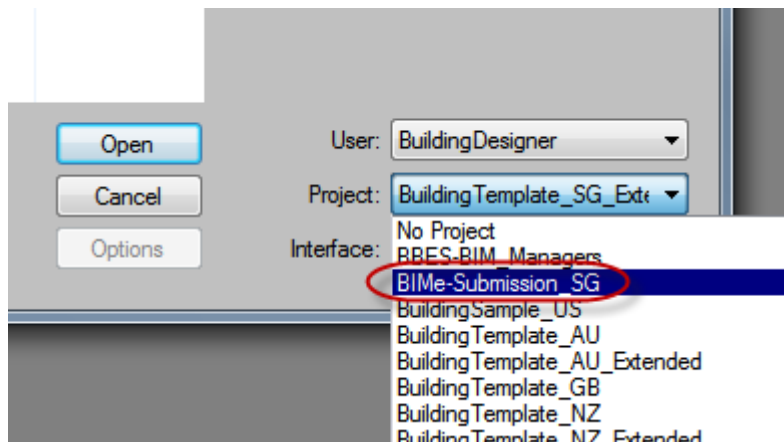 Open
User: BuildingDesigner
Cancel
Project: BuildingTemplate_SG_Exte
Options
Interface:
No Project
BBES-BIM_Managers
BIMe-Submission_SG
BuildingSample_US
BuildingTemplate_AU
BuildingTemplate_AU_Extended
BuildingTemplate_GB
BuildingTemplate_NZ
BuildingTemplate_NZ_Extended